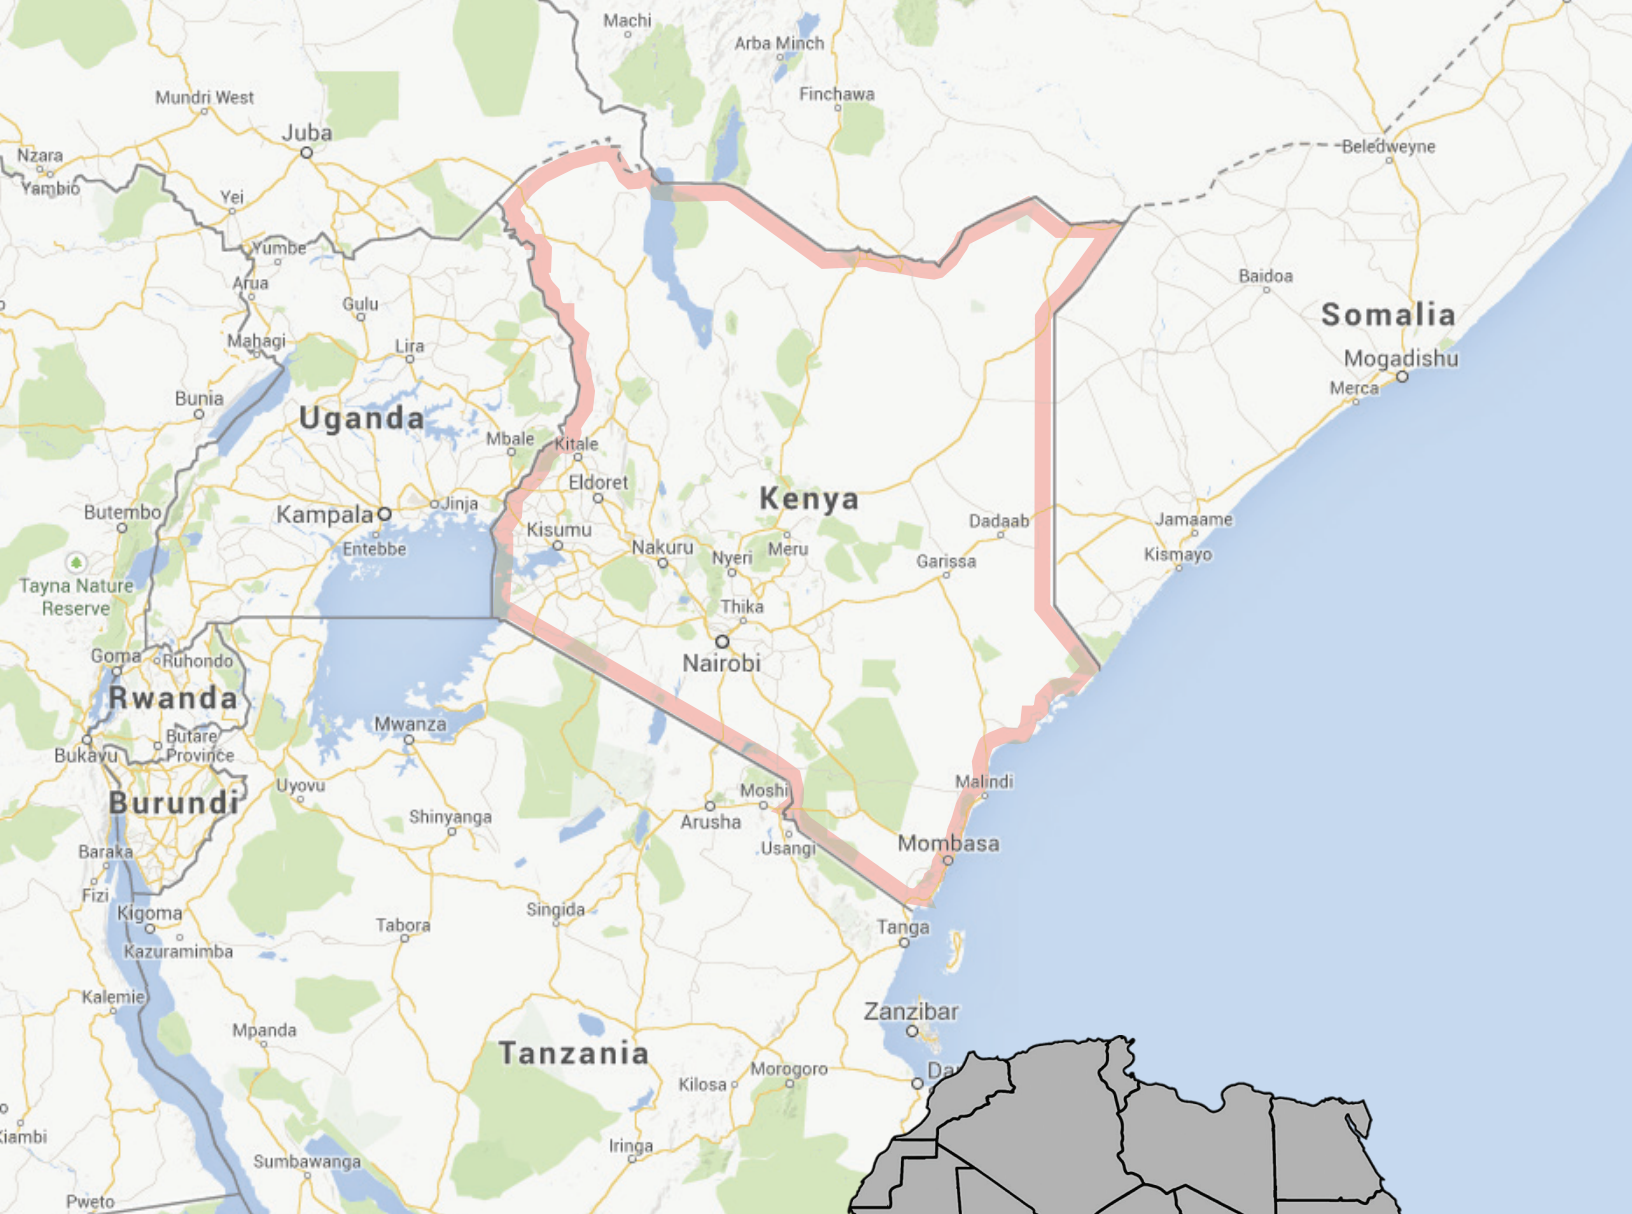 Machi
Arba Minch
Finchawa
Mundri West
Juba
Nzara
Yambio
Yei
Beledweyne
Yumbe
Arua
Gulu
Baidoa
Somalia
Mahagi
Lira
Mogadishu
Merca
Bunia
Uganda
Mbale
Kitale
Eldoret
Kenya
Butembo
Kampala
Jinja
Entebbe
Kisumu
Nakuru
Nyeri
Meru
Dadaab
Garissa
Jamaame
Kismayo
Tayna Nature
Reserve
Thika
Nairobi
Goma
Ruhondo
Rwanda
Mwanza
Butare
Province
Bukavu
Uyovu
Burundi
Shinyanga
Moshi
Arusha
Usangi
Malindi
Mombasa
Baraka
Fizi
Kigoma
Kazuramimba
Tabora
Singida
Tanga
Kalemie
Mpanda
Zanzibar
Tanzania
Kilosa
Morogoro
Da
Kiambi
Iringa
Sumbawanga
Pweto